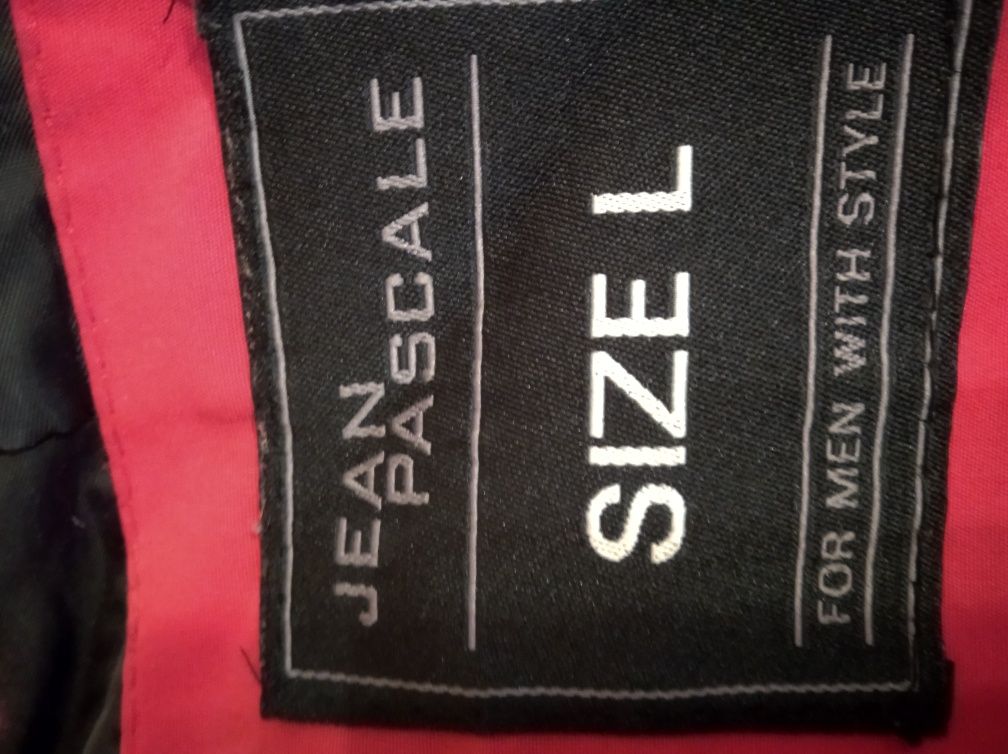 JEAN
PASCALE
SIZE L
FOR MEN WITH STYLE